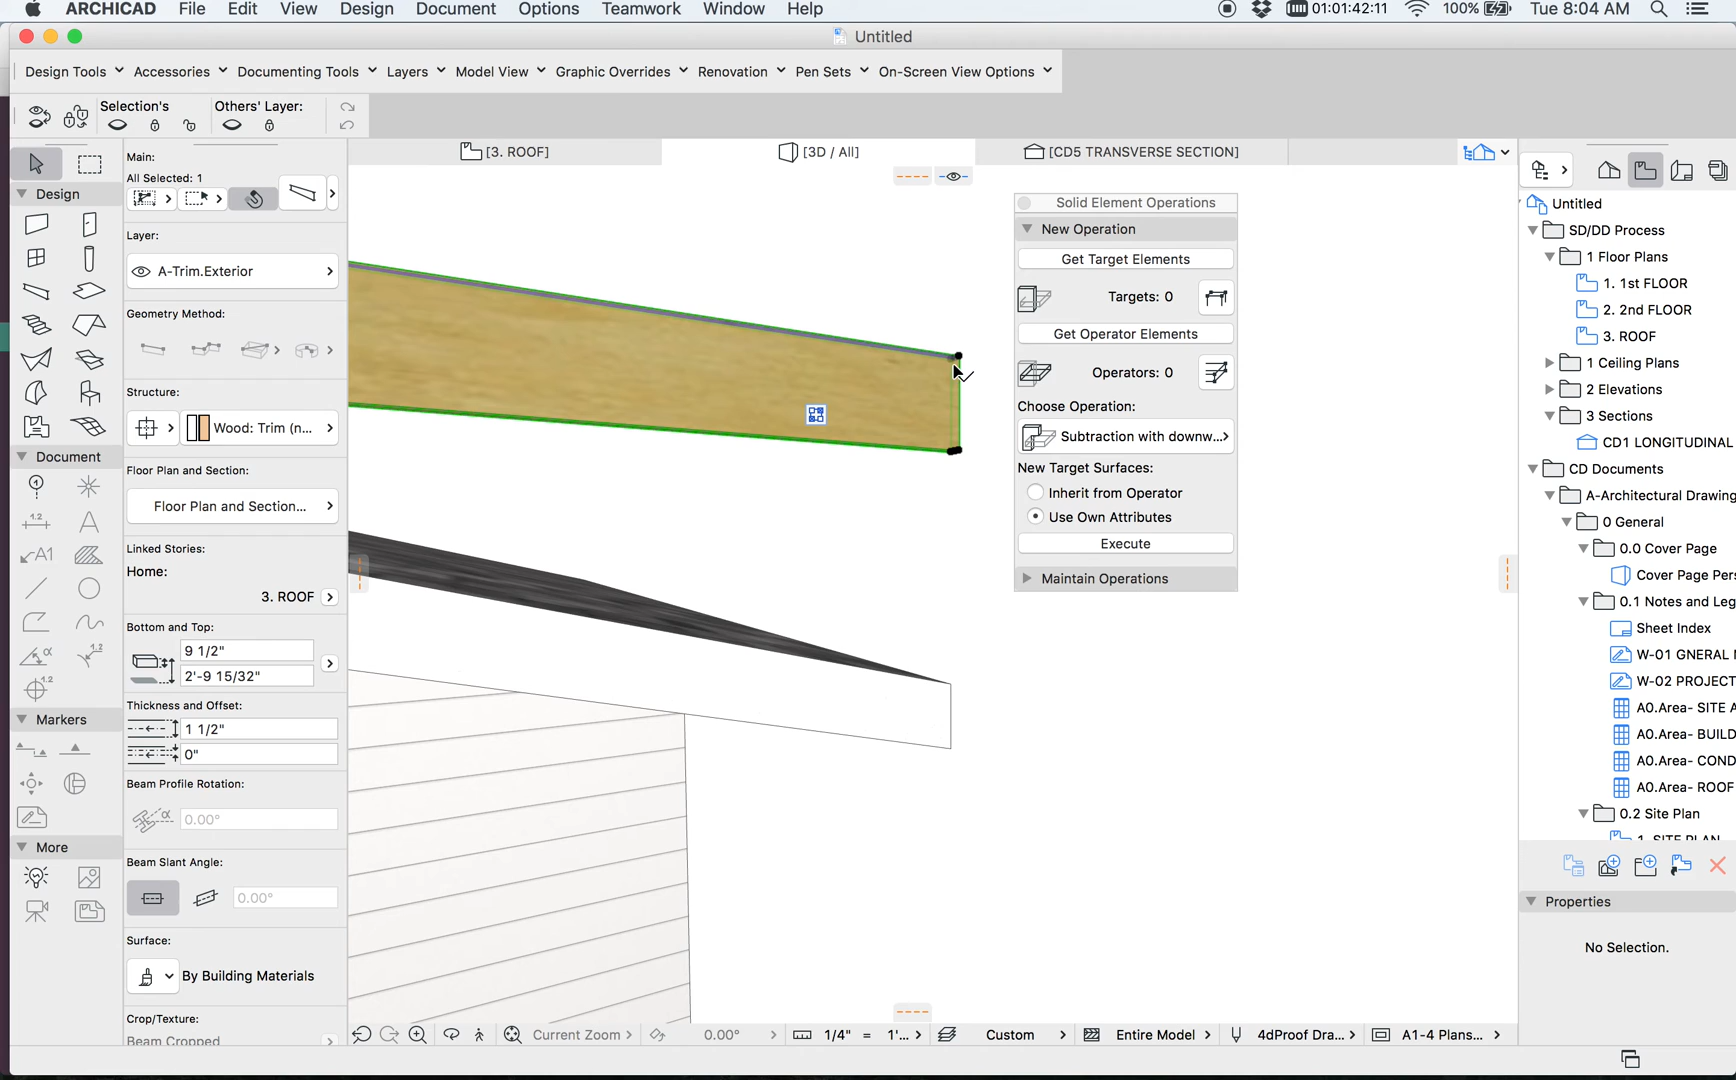 ARCHICAD File Edit View Design Document Options Teamwork Window Help 01:01:42:11 100% Tue 8:04 AM
Untitled
Design Tools Accessories Documenting Tools Layers Model View Graphic Overrides Renovation Pen Sets On-Screen View Options
Selection's Others' Layer:
[3. ROOF] [3D / All] [CD5 TRANSVERSE SECTION]
Design
Document
1.2 A
A1
α 1.2
1.2
Markers
More
Main:
All Selected: 1
Layer:
A-Trim.Exterior
Geometry Method:
Structure:
Wood: Trim (n...
Floor Plan and Section:
Floor Plan and Section...
Linked Stories:
Home:
3. ROOF
Bottom and Top:
9 1/2"
2'-9 15/32"
Thickness and Offset:
1 1/2"
0"
Beam Profile Rotation:
α 0.00°
Beam Slant Angle:
0.00°
Surface:
By Building Materials
Crop/Texture:
Beam Cropped
Solid Element Operations
New Operation
Get Target Elements
Targets: 0
Get Operator Elements
Operators: 0
Choose Operation:
Subtraction with downw...
New Target Surfaces:
Inherit from Operator
Use Own Attributes
Execute
Maintain Operations
Current Zoom 0.00° 1/4" = 1'... Custom Entire Model 4dProof Dra... A1-4 Plans...
Untitled
SD/DD Process
1 Floor Plans
1. 1st FLOOR
2. 2nd FLOOR
3. ROOF
1 Ceiling Plans
2 Elevations
3 Sections
CD1 LONGITUDINAL
CD Documents
A-Architectural Drawing
0 General
0.0 Cover Page
Cover Page Per
0.1 Notes and Leg
Sheet Index
W-01 GNERAL
W-02 PROJECT
A0.Area- SITE A
A0.Area- BUILD
A0.Area- COND
A0.Area- ROOF
0.2 Site Plan
1. SITE PLAN
Properties
No Selection.